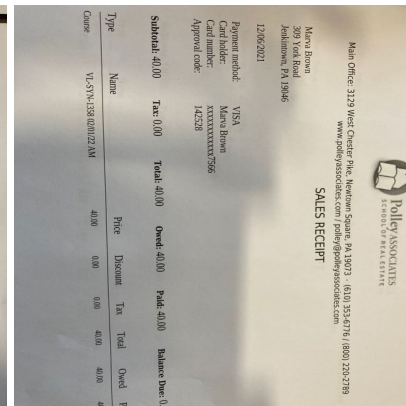 Polley ASSOCIATES
SCHOOL OF REAL ESTATE
Main Office: 3129 West Chester Pike, Newtown Square, PA 19073 - (610) 353-6776 / (800) 220-2789
www.polleyassociates.com / polley@polleyassociates.com
SALES RECEIPT
Marva Brown
309 York Road
Jenkintown, PA 19046
12/06/2021
Payment method: VISA
Card holder: Marva Brown
Card number: xxxxxxxxxxxx7566
Approval code: 142528
Subtotal: 40.00 Tax: 0.00 Total: 40.00 Owed: 40.00 Paid: 40.00 Balance Due: 0.
Type Name Price Discount Tax Total Owed P
Course VL-SYN-1358 02/01/22 AM 40.00 0.00 0.00 40.00 40.00 4